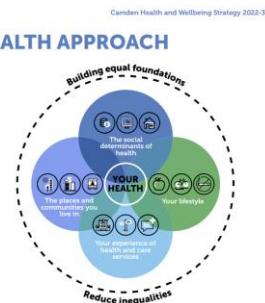 Camden Health and Wellbeing Strategy 2022-3
ALTH APPROACH
Building equal foundations
The social
determinants of
health
The places and
communities you
live in
YOUR
HEALTH
Your lifestyle
Your experience of
health and care
services
Reduce inequalities